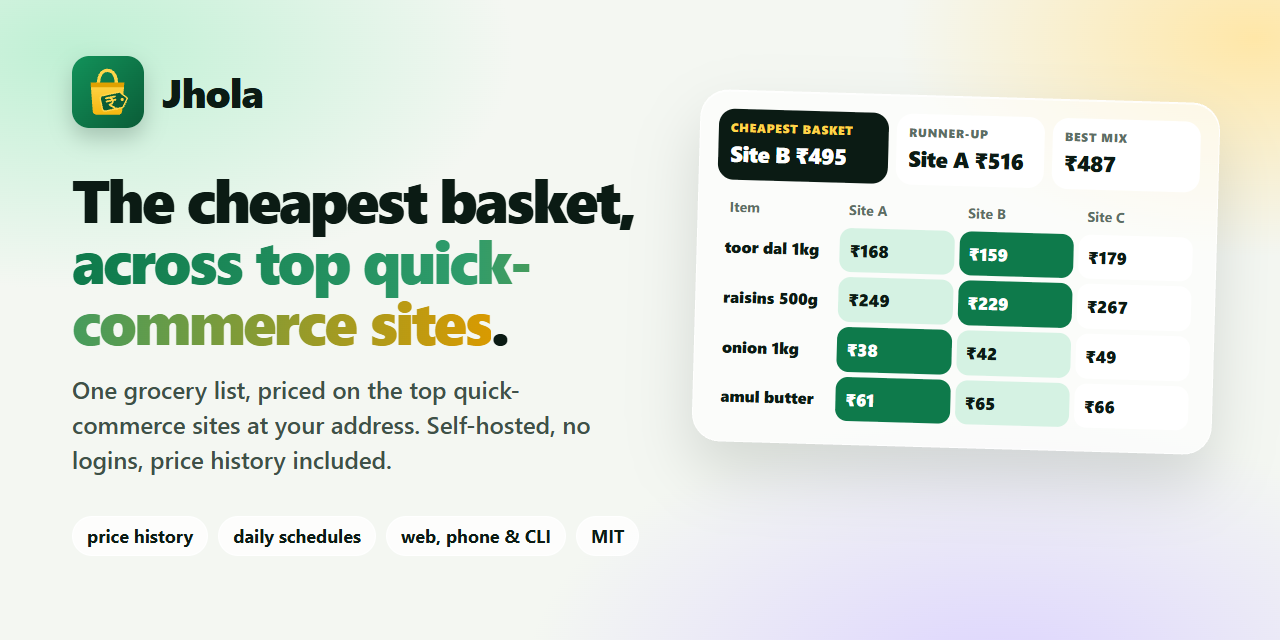 Jhola
The cheapest basket,
across top quick-
commerce sites.
One grocery list, priced on the top quick-
commerce sites at your address. Self-hosted, no
logins, price history included.
price history daily schedules web, phone & CLI MIT
CHEAPEST BASKET RUNNER-UP BEST MIX
Site B ₹495 Site A ₹516 ₹487
Item Site A Site B Site C
toor dal 1kg ₹168 ₹159 ₹179
raisins 500g ₹249 ₹229 ₹267
onion 1kg ₹38 ₹42 ₹49
amul butter ₹61 ₹65 ₹66